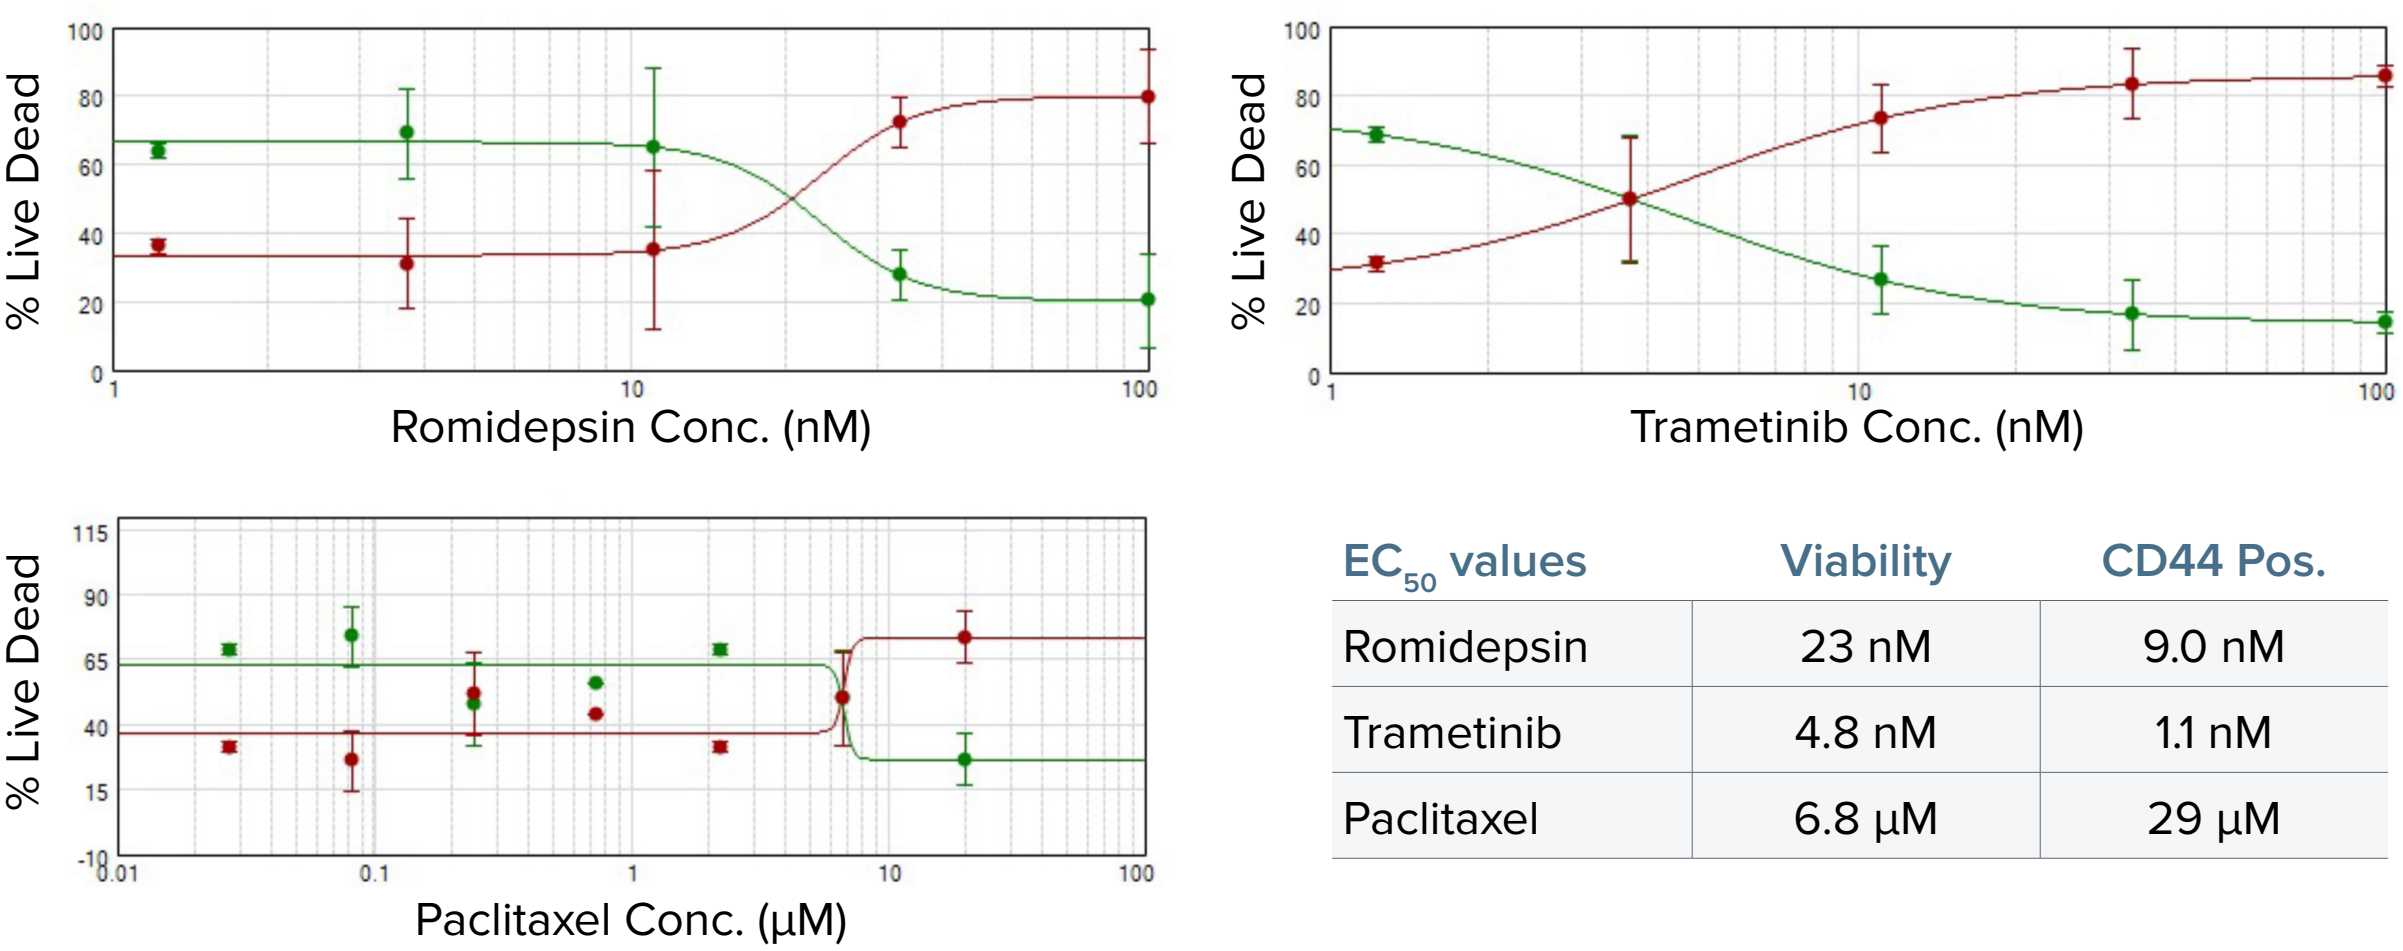 % Live Dead
100
80
60
40
20
0
1 10 100
Romidepsin Conc. (nM)
% Live Dead
100
80
60
40
20
0
1 10 100
Trametinib Conc. (nM)
% Live Dead
115
90
65
40
15
-10
0.01 0.1 1 10 100
Paclitaxel Conc. (µM)
EC50 values Viability CD44 Pos.
Romidepsin 23 nM 9.0 nM
Trametinib 4.8 nM 1.1 nM
Paclitaxel 6.8 µM 29 µM